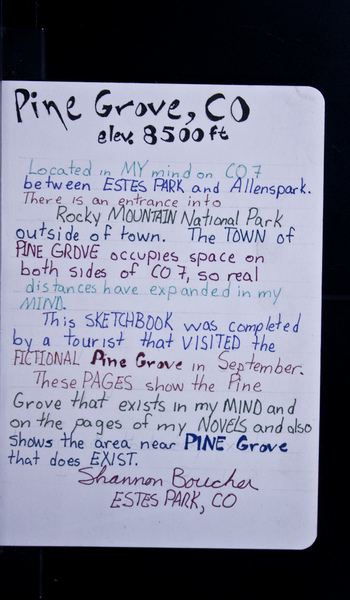 Pine Grove, CO
elev. 8500 ft
Located in MY mind on CO 7
between ESTES PARK and Allenspark.
There is an entrance into
Rocky MOUNTAIN National Park
outside of town. The TOWN of
PINE GROVE occupies space on
both sides of CO 7, so real
distances have expanded in my
MIND.
This SKETCHBOOK was completed
by a tourist that VISITED the
FICTIONAL Pine Grove in September.
These PAGES show the Pine
Grove that exists in my MIND and
on the pages of my NOVELS and also
shows the area near PINE Grove
that does EXIST.
Shannon Boucher
ESTES PARK, CO